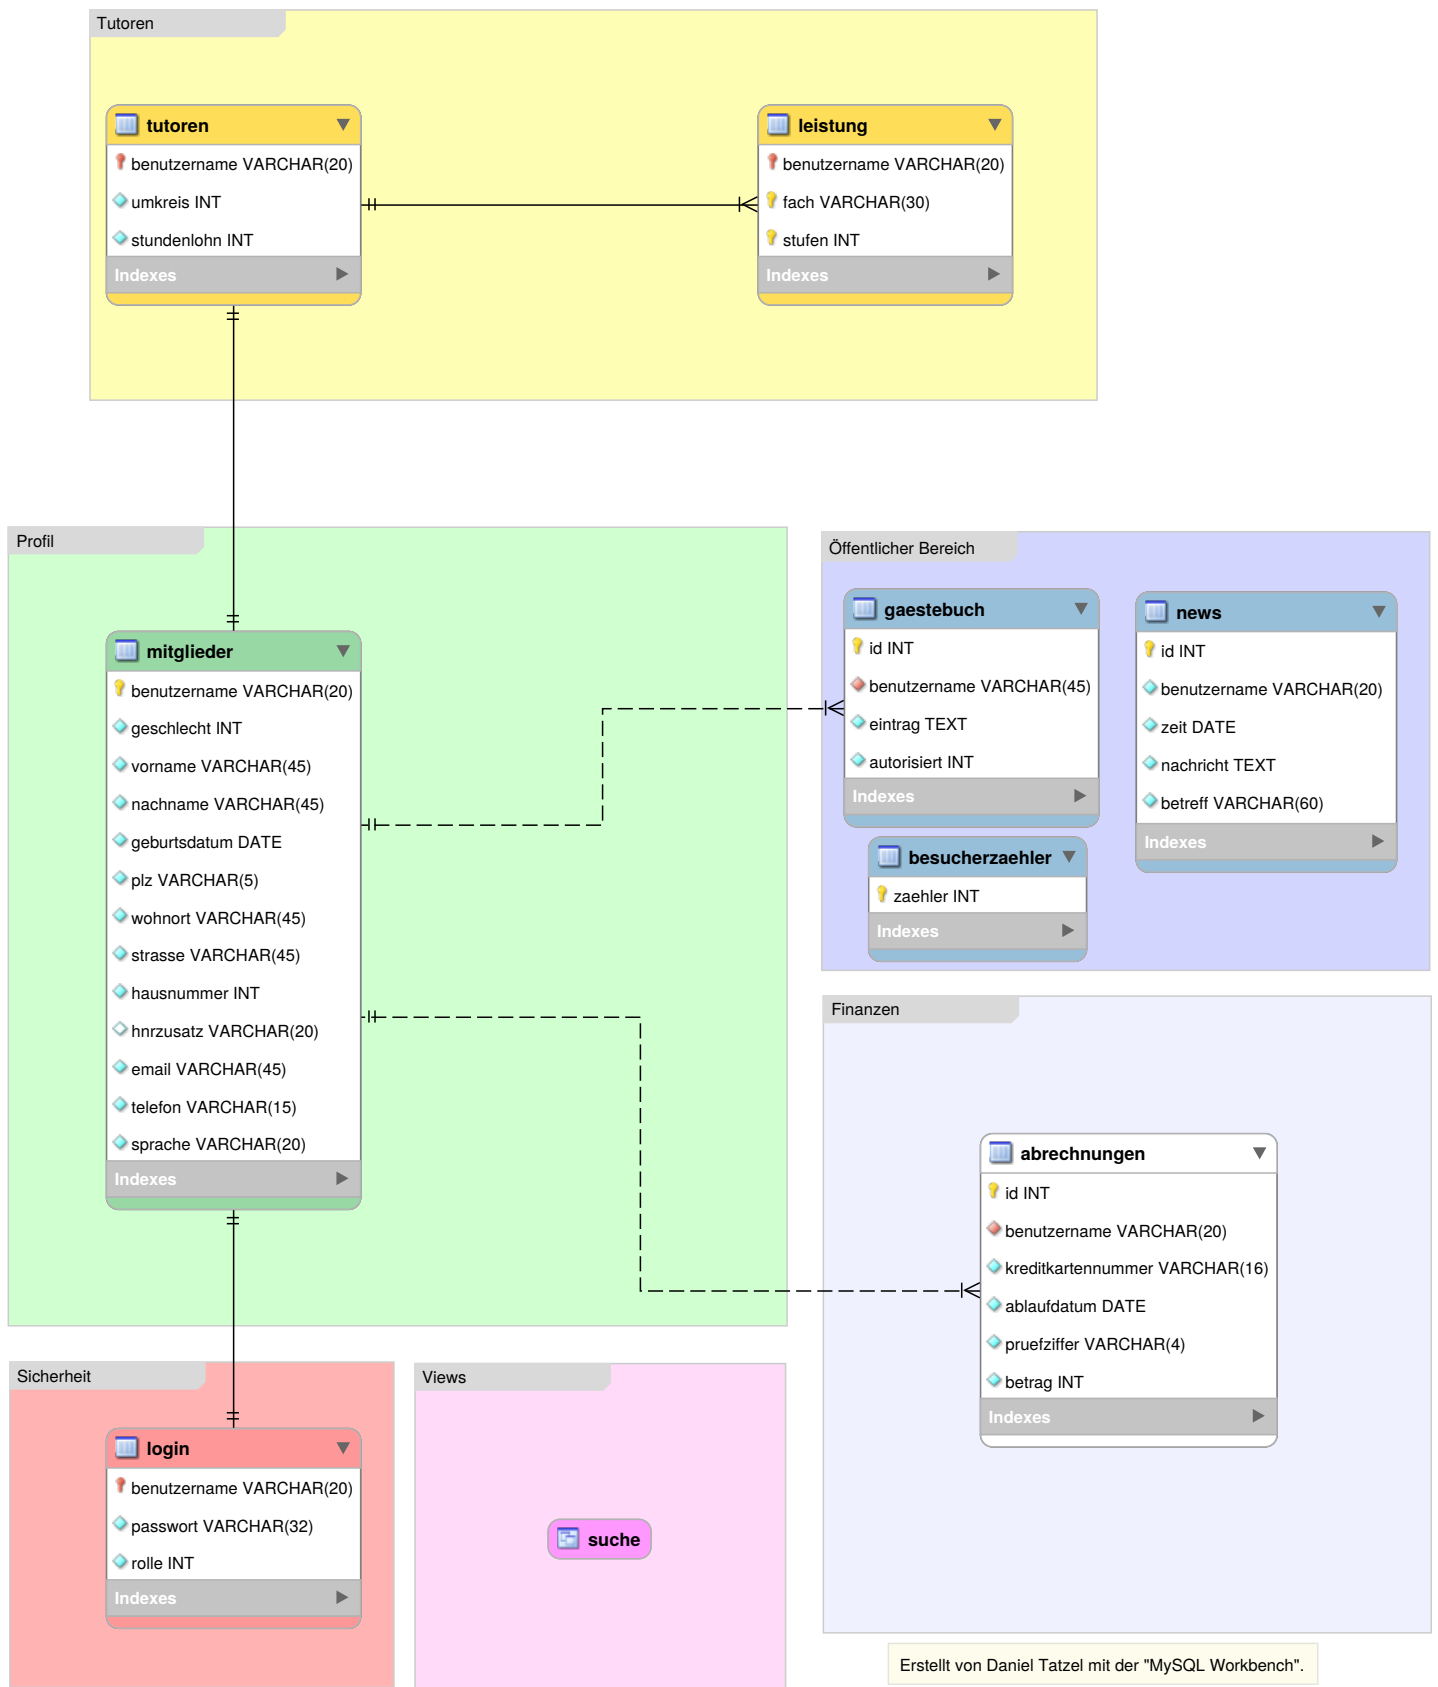 Tutoren
tutoren
benutzername VARCHAR(20)
umkreis INT
stundenlohn INT
Indexes
leistung
benutzername VARCHAR(20)
fach VARCHAR(30)
stufen INT
Indexes
Profil
mitglieder
benutzername VARCHAR(20)
geschlecht INT
vorname VARCHAR(45)
nachname VARCHAR(45)
geburtsdatum DATE
plz VARCHAR(5)
wohnort VARCHAR(45)
strasse VARCHAR(45)
hausnummer INT
hnrzusatz VARCHAR(20)
email VARCHAR(45)
telefon VARCHAR(15)
sprache VARCHAR(20)
Indexes
Öffentlicher Bereich
gaestebuch
id INT
benutzername VARCHAR(45)
eintrag TEXT
autorisiert INT
Indexes
news
id INT
benutzername VARCHAR(20)
zeit DATE
nachricht TEXT
betreff VARCHAR(60)
Indexes
besucherzaehler
zaehler INT
Indexes
Finanzen
abrechnungen
id INT
benutzername VARCHAR(20)
kreditkartennummer VARCHAR(16)
ablaufdatum DATE
pruefziffer VARCHAR(4)
betrag INT
Indexes
Sicherheit
login
benutzername VARCHAR(20)
passwort VARCHAR(32)
rolle INT
Indexes
Views
suche
Erstellt von Daniel Tatzel mit der "MySQL Workbench".